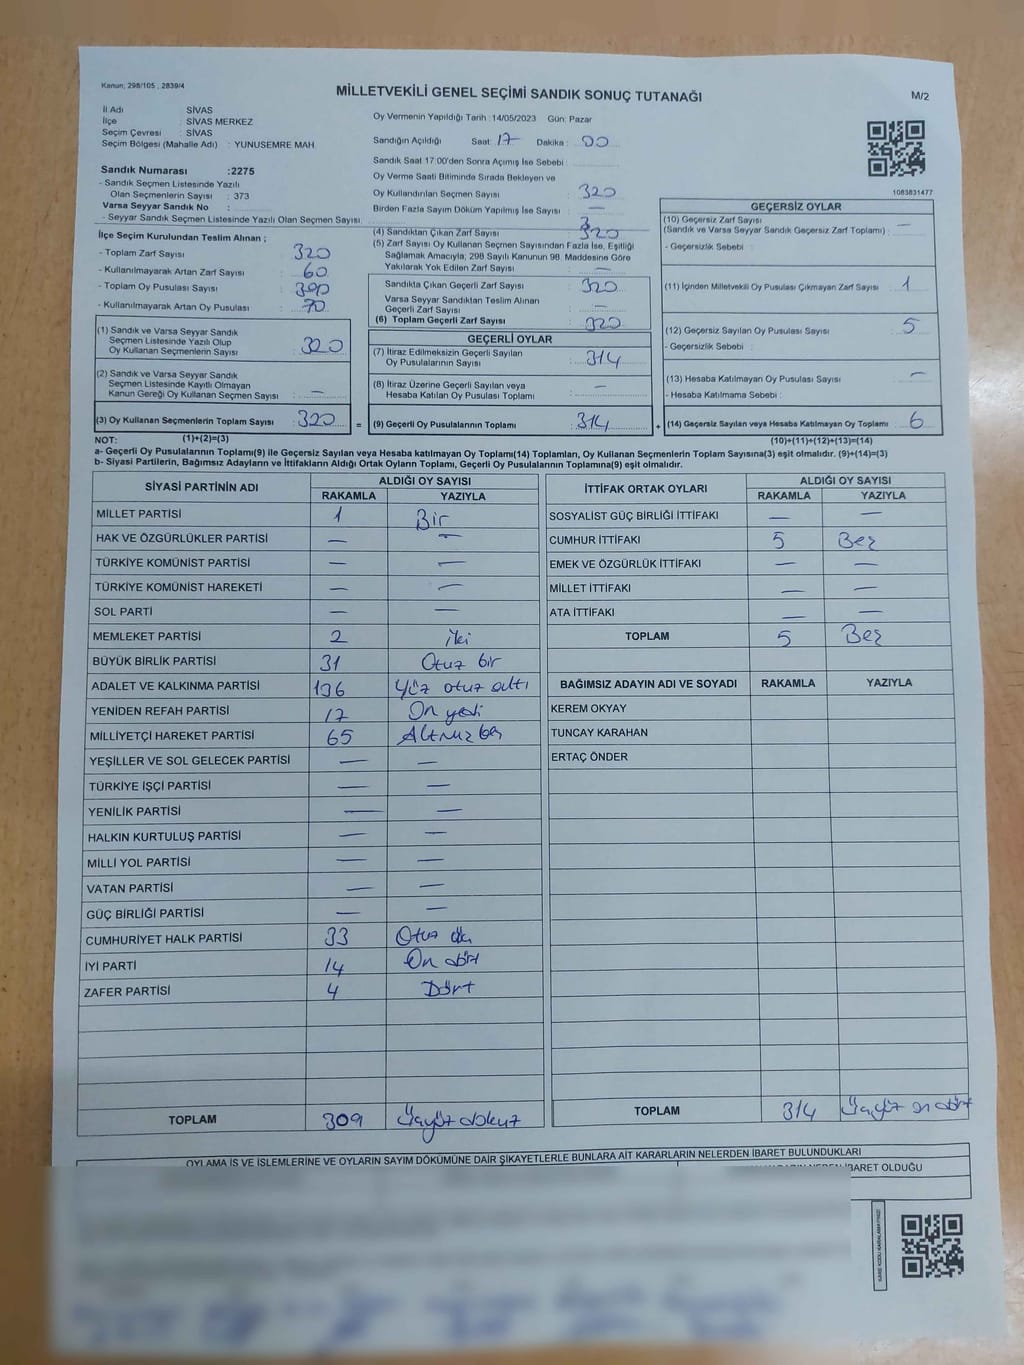 Kanun; 298/105 ; 2839/4
MİLLETVEKİLİ GENEL SEÇİMİ SANDIK SONUÇ TUTANAĞI
M/2
İl Adı : SİVAS
İlçe : SİVAS MERKEZ
Seçim Çevresi : SİVAS
Seçim Bölgesi (Mahalle Adı) : YUNUSEMRE MAH
Sandık Numarası :2275
- Sandık Seçmen Listesinde Yazılı
Olan Seçmenlerin Sayısı : 373
Varsa Seyyar Sandık No :
- Seyyar Sandık Seçmen Listesinde Yazılı Olan Seçmen Sayısı:
Oy Vermenin Yapıldığı Tarih :14/05/2023 Gün: Pazar
Sandığın Açıldığı Saat: 17 Dakika : 00
Sandık Saat 17:00'den Sonra Açımış İse Sebebi :
Oy Verme Saati Bitiminde Sırada Bekleyen ve
Oy Kullandırılan Seçmen Sayısı : 320
Birden Fazla Sayım Döküm Yapılmış İse Sayısı : —
1083831477
İlçe Seçim Kurulundan Teslim Alınan ;
- Toplam Zarf Sayısı : 320
- Kullanılmayarak Artan Zarf Sayısı : 60
- Toplam Oy Pusulası Sayısı : 390
- Kullanılmayarak Artan Oy Pusulası : 70
(1) Sandık ve Varsa Seyyar Sandık
Seçmen Listesinde Yazılı Olup
Oy Kullanan Seçmenlerin Sayısı : 320
(2) Sandık ve Varsa Seyyar Sandık
Seçmen Listesinde Kayıtlı Olmayan
Kanun Gereği Oy Kullanan Seçmen Sayısı : —
(3) Oy Kullanan Seçmenlerin Toplam Sayısı : 320 =
(4) Sandıktan Çıkan Zarf Sayısı : 320
(5) Zarf Sayısı Oy Kullanan Seçmen Sayısından Fazla İse, Eşitliği
Sağlamak Amacıyla; 298 Sayılı Kanunun 98. Maddesine Göre
Yakılarak Yok Edilen Zarf Sayısı : —
Sandıkta Çıkan Geçerli Zarf Sayısı : 320
Varsa Seyyar Sandıktan Teslim Alınan
Geçerli Zarf Sayısı : —
(6) Toplam Geçerli Zarf Sayısı : 320
GEÇERLİ OYLAR
(7) İtiraz Edilmeksizin Geçerli Sayılan
Oy Pusulalarının Sayısı : 314
(8) İtiraz Üzerine Geçerli Sayılan veya
Hesaba Katılan Oy Pusulası Toplamı : —
(9) Geçerli Oy Pusulalarının Toplamı : 314 +
GEÇERSİZ OYLAR
(10) Geçersiz Zarf Sayısı
(Sandık ve Varsa Seyyar Sandık Geçersiz Zarf Toplamı) : —
- Geçersizlik Sebebi :
(11) İçinden Milletvekili Oy Pusulası Çıkmayan Zarf Sayısı : 1
(12) Geçersiz Sayılan Oy Pusulası Sayısı : 5
- Geçersizlik Sebebi :
(13) Hesaba Katılmayan Oy Pusulası Sayısı : —
- Hesaba Katılmama Sebebi :
(14) Geçersiz Sayılan veya Hesaba Katılmayan Oy Toplamı : 6
NOT: (1)+(2)=(3)
(10)+(11)+(12)+(13)=(14)
a- Geçerli Oy Pusulalarının Toplamı(9) ile Geçersiz Sayılan veya Hesaba katılmayan Oy Toplamı(14) Toplamları, Oy Kullanan Seçmenlerin Toplam Sayısına(3) eşit olmalıdır. (9)+(14)=(3)
b- Siyasi Partilerin, Bağımsız Adayların ve İttifakların Aldığı Ortak Oyların Toplamı, Geçerli Oy Pusulalarının Toplamına(9) eşit olmalıdır.
SİYASİ PARTİNİN ADI ALDIĞI OY SAYISI
RAKAMLA YAZIYLA
MİLLET PARTİSİ 1 Bir
HAK VE ÖZGÜRLÜKLER PARTİSİ — —
TÜRKİYE KOMÜNİST PARTİSİ — —
TÜRKİYE KOMÜNİST HAREKETİ — —
SOL PARTİ — —
MEMLEKET PARTİSİ 2 iki
BÜYÜK BİRLİK PARTİSİ 31 Otuz bir
ADALET VE KALKINMA PARTİSİ 136 Yüz otuz altı
YENİDEN REFAH PARTİSİ 17 On yedi
MİLLİYETÇİ HAREKET PARTİSİ 65 Altmız beş
YEŞİLLER VE SOL GELECEK PARTİSİ — —
TÜRKİYE İŞÇİ PARTİSİ — —
YENİLİK PARTİSİ — —
HALKIN KURTULUŞ PARTİSİ — —
MİLLİ YOL PARTİSİ — —
VATAN PARTİSİ — —
GÜÇ BİRLİĞİ PARTİSİ — —
CUMHURİYET HALK PARTİSİ 33 Otuz üç
İYİ PARTİ 14 On dört
ZAFER PARTİSİ 4 Dört
TOPLAM 309 Üçyüz dokuz
İTTİFAK ORTAK OYLARI ALDIĞI OY SAYISI
RAKAMLA YAZIYLA
SOSYALİST GÜÇ BİRLİĞİ İTTİFAKI — —
CUMHUR İTTİFAKI 5 Beş
EMEK VE ÖZGÜRLÜK İTTİFAKI — —
MİLLET İTTİFAKI — —
ATA İTTİFAKI — —
TOPLAM 5 Beş
BAĞIMSIZ ADAYIN ADI VE SOYADI RAKAMLA YAZIYLA
KEREM OKYAY
TUNCAY KARAHAN
ERTAÇ ÖNDER
TOPLAM 314 Üçyüz on dört
OYLAMA İŞ VE İŞLEMLERİNE VE OYLARIN SAYIM DÖKÜMÜNE DAİR ŞİKAYETLERLE BUNLARA AİT KARARLARIN NELERDEN İBARET BULUNDUKLARI
İBARET OLDUĞU